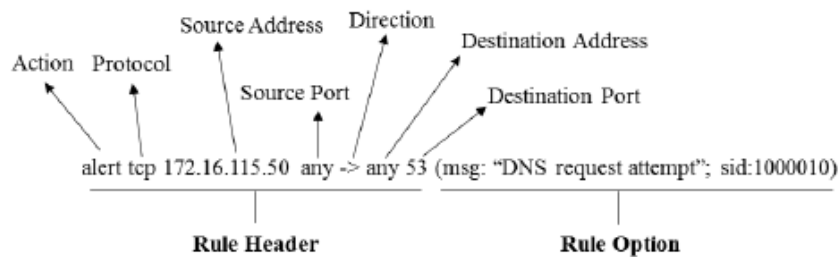 Source Address Direction
Destination Address
Action Protocol
Source Port
Destination Port
alert tcp 172.16.115.50 any -> any 53 (msg: “DNS request attempt”; sid:1000010)
Rule Header Rule Option